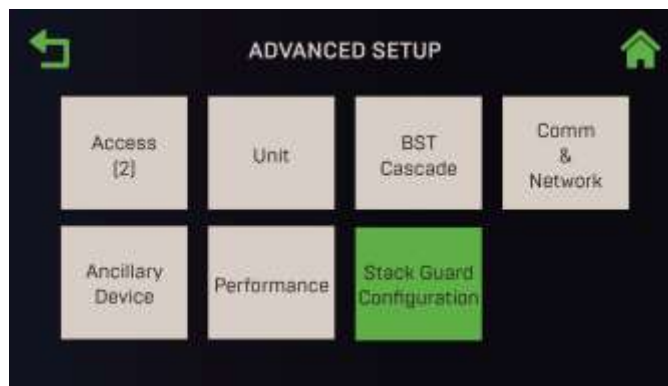 ADVANCED SETUP
Access
(2)
Unit
BST
Cascade
Comm
&
Network
Ancillary
Device
Performance
Stack Guard
Configuration